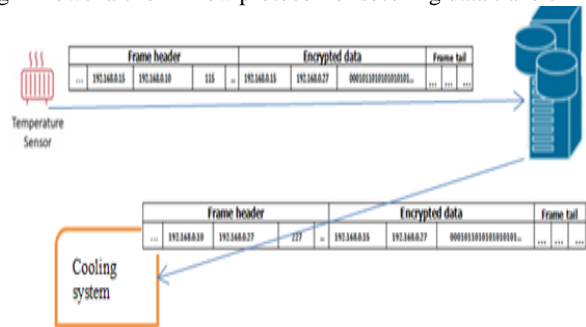 Frame header Encrypted data Frame tail
... 192.168.0.15 192.168.0.10 115 .. 192.168.0.15 192.168.0.27 0001011010101010101... ... ... ...
Temperature
Sensor
Frame header Encrypted data Frame tail
... 192.168.0.10 192.168.0.27 227 .. 192.168.0.15 192.168.0.27 0001011010101010101... ... ... ...
Cooling
system